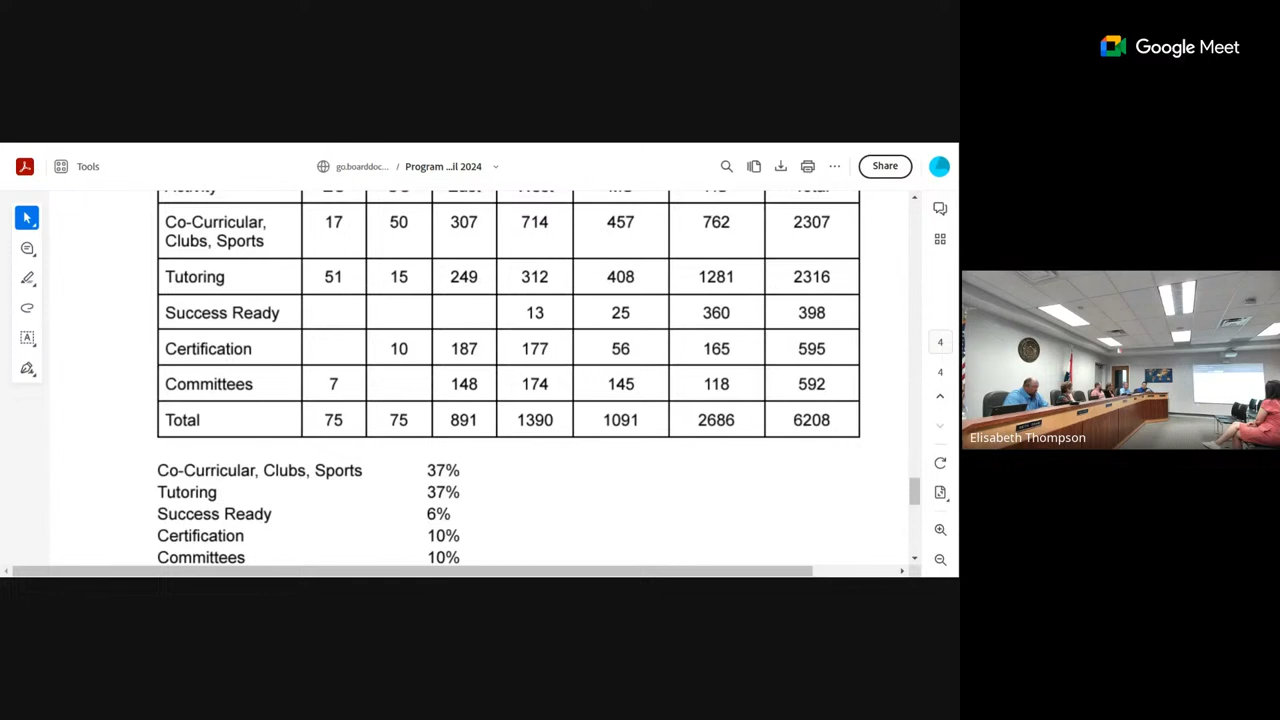 Google Meet
Tools
go.boarddoc... / Program ...il 2024
Share
Co-Curricular, Clubs, Sports 17 50 307 714 457 762 2307
Tutoring 51 15 249 312 408 1281 2316
Success Ready 13 25 360 398
Certification 10 187 177 56 165 595
Committees 7 148 174 145 118 592
Total 75 75 891 1390 1091 2686 6208
Co-Curricular, Clubs, Sports 37%
Tutoring 37%
Success Ready 6%
Certification 10%
Committees 10%
4
4
Elisabeth Thompson